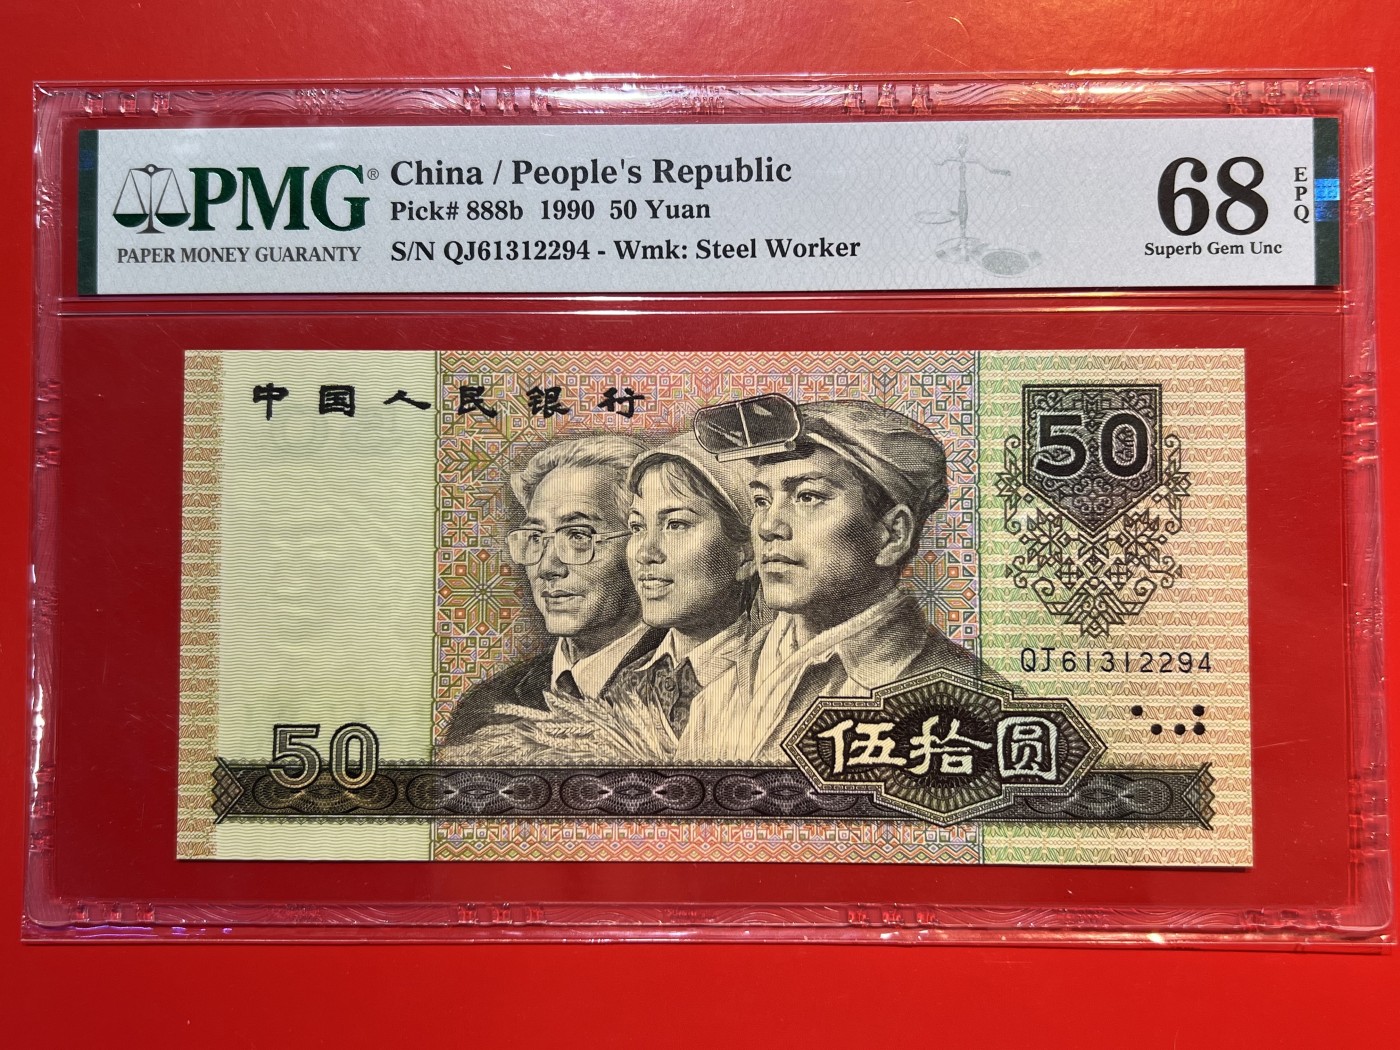 PMG®
PAPER MONEY GUARANTY
China / People's Republic
Pick# 888b 1990 50 Yuan
S/N QJ61312294 - Wmk: Steel Worker
68
EPQ
Superb Gem Unc
中国人民银行
50
QJ61312294
50
伍拾圆